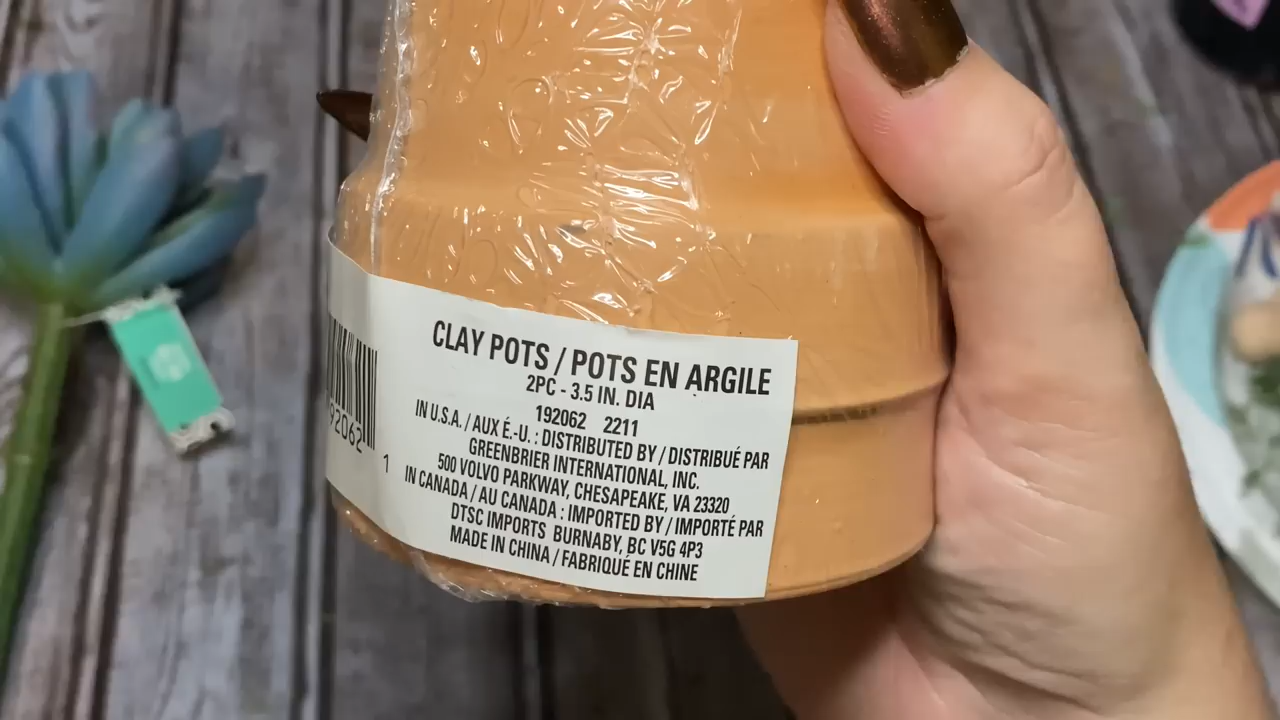 CLAY POTS / POTS EN ARGILE
2PC - 3.5 IN. DIA
192062 2211
IN U.S.A. / AUX É.-U. : DISTRIBUTED BY / DISTRIBUÉ PAR
GREENBRIER INTERNATIONAL, INC.
500 VOLVO PARKWAY, CHESAPEAKE, VA 23320
IN CANADA / AU CANADA : IMPORTED BY / IMPORTÉ PAR
DTSC IMPORTS BURNABY, BC V5G 4P3
MADE IN CHINA / FABRIQUÉ EN CHINE
92062 1